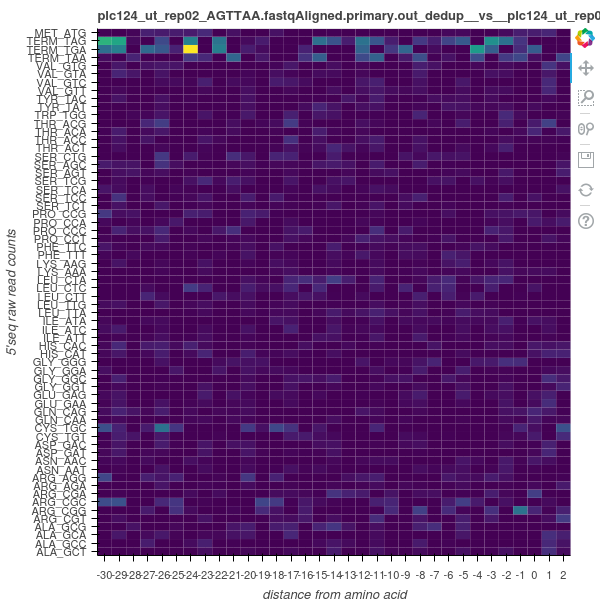 plc124_ut_rep02_AGTTAA.fastqAligned.primary.out_dedup__vs__plc124_ut_rep0
MET_ATG
TERM_TAG
TERM_TGA
TERM_TAA
VAL_GTG
VAL_GTA
VAL_GTC
VAL_GTT
TYR_TAC
TYR_TAT
TRP_TGG
THR_ACG
THR_ACA
THR_ACC
THR_ACT
SER_CTG
SER_AGC
SER_AGT
SER_TCG
SER_TCA
SER_TCC
SER_TCT
PRO_CCG
PRO_CCA
PRO_CCC
PRO_CCT
PHE_TTC
PHE_TTT
LYS_AAG
LYS_AAA
LEU_CTA
LEU_CTC
LEU_CTT
LEU_TTG
LEU_TTA
ILE_ATA
ILE_ATC
ILE_ATT
HIS_CAC
HIS_CAT
GLY_GGG
GLY_GGA
GLY_GGC
GLY_GGT
GLU_GAG
GLU_GAA
GLN_CAG
GLN_CAA
CYS_TGC
CYS_TGT
ASP_GAC
ASP_GAT
ASN_AAC
ASN_AAT
ARG_AGG
ARG_AGA
ARG_CGA
ARG_CGC
ARG_CGG
ARG_CGT
ALA_GCG
ALA_GCA
ALA_GCC
ALA_GCT
5'seq raw read counts
-30 -29 -28 -27 -26 -25 -24 -23 -22 -21 -20 -19 -18 -17 -16 -15 -14 -13 -12 -11 -10 -9 -8 -7 -6 -5 -4 -3 -2 -1 0 1 2
distance from amino acid